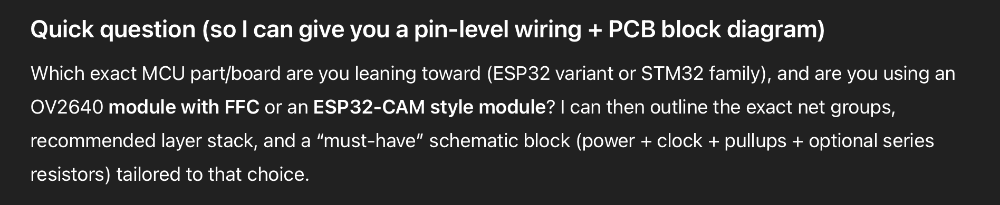 Quick question (so I can give you a pin-level wiring + PCB block diagram)
Which exact MCU part/board are you leaning toward (ESP32 variant or STM32 family), and are you using an
OV2640 module with FFC or an ESP32-CAM style module? I can then outline the exact net groups,
recommended layer stack, and a “must-have” schematic block (power + clock + pullups + optional series
resistors) tailored to that choice.